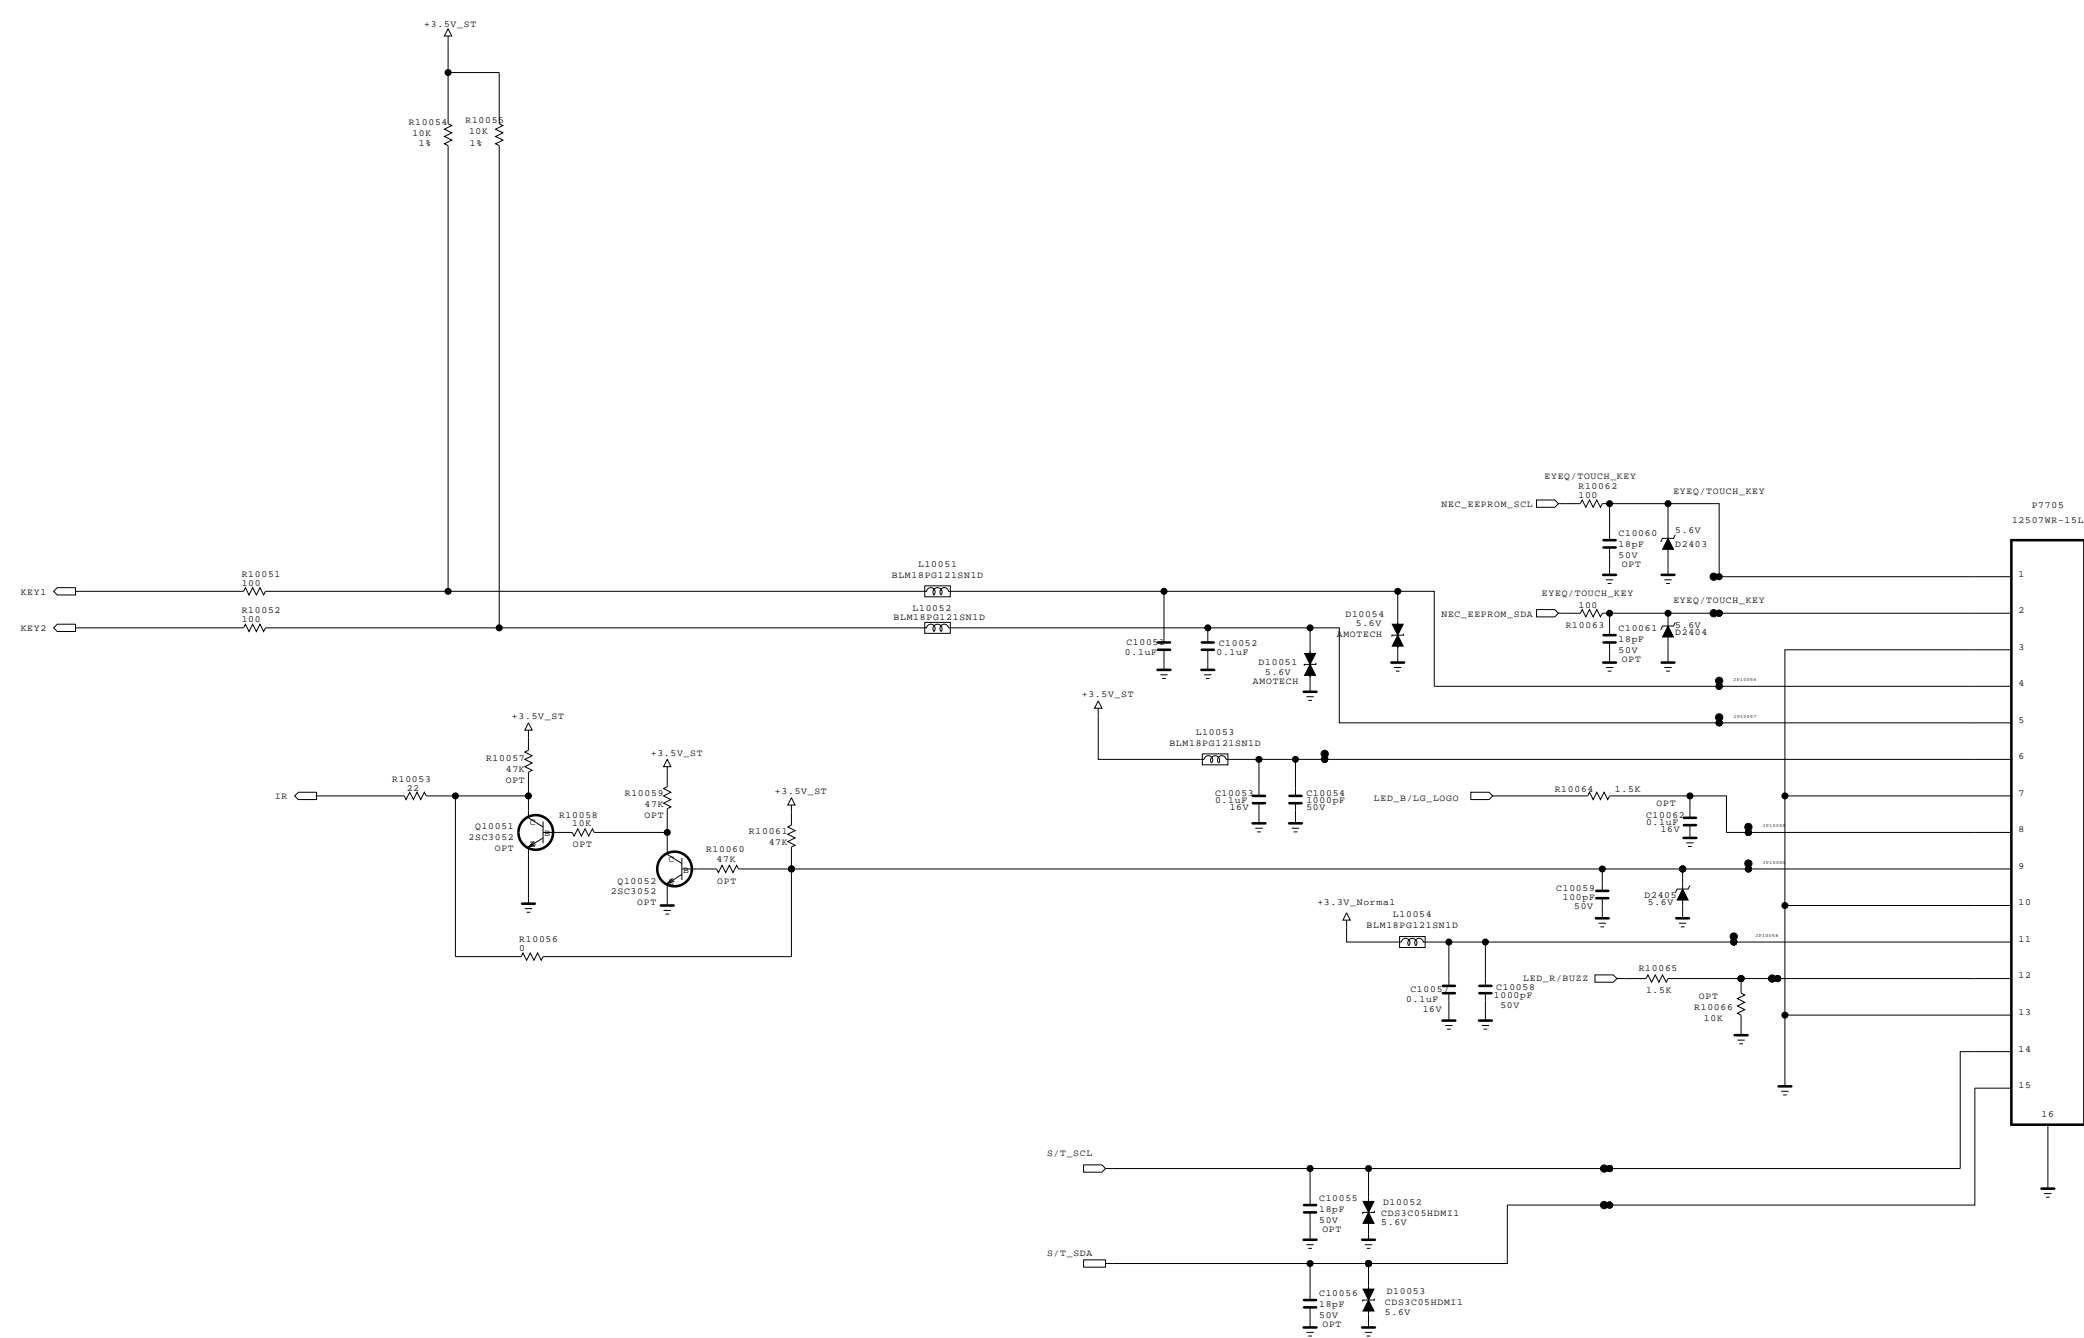 +3.5V_ST
R10054
10K
1%
R10055
10K
1%
EYEQ/TOUCH_KEY
R10062
100
EYEQ/TOUCH_KEY
NEC_EEPROM_SCL
C10060
18pF
50V
OPT
5.6V
D2403
P7705
12507WR-15L
KEY1
R10051
100
L10051
BLM18PG121SN1D
KEY2
R10052
100
L10052
BLM18PG121SN1D
C10051
0.1uF
C10052
0.1uF
D10051
5.6V
AMOTECH
D10054
5.6V
AMOTECH
EYEQ/TOUCH_KEY
100
R10063
EYEQ/TOUCH_KEY
NEC_EEPROM_SDA
C10061
18pF
50V
OPT
5.6V
D2404
1
2
3
4
5
6
7
8
9
10
11
12
13
14
15
16
JP10056
JP10057
+3.5V_ST
L10053
BLM18PG121SN1D
C10053
0.1uF
16V
C10054
1000pF
50V
LED_B/LG_LOGO
R10064
1.5K
OPT
C10062
0.1uF
16V
+3.5V_ST
R10057
47K
OPT
+3.5V_ST
R10059
47K
OPT
+3.5V_ST
R10061
47K
IR
R10053
22
Q10051
2SC3052
OPT
C
B
R10058
10K
OPT
Q10052
2SC3052
OPT
C
B
R10060
47K
OPT
R10056
0
C10059
100pF
50V
D2405
5.6V
+3.3V_Normal
L10054
BLM18PG121SN1D
JP10058
C10057
0.1uF
16V
C10058
1000pF
50V
LED_R/BUZZ
R10065
1.5K
OPT
R10066
10K
S/T_SCL
C10055
18pF
50V
OPT
D10052
CDS3C05HDMI1
5.6V
S/T_SDA
C10056
18pF
50V
OPT
D10053
CDS3C05HDMI1
5.6V